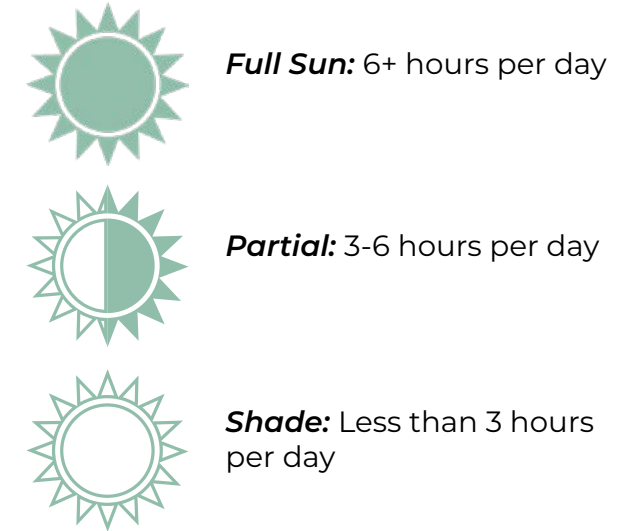 Full Sun: 6+ hours per day
Partial: 3-6 hours per day
Shade: Less than 3 hours
per day